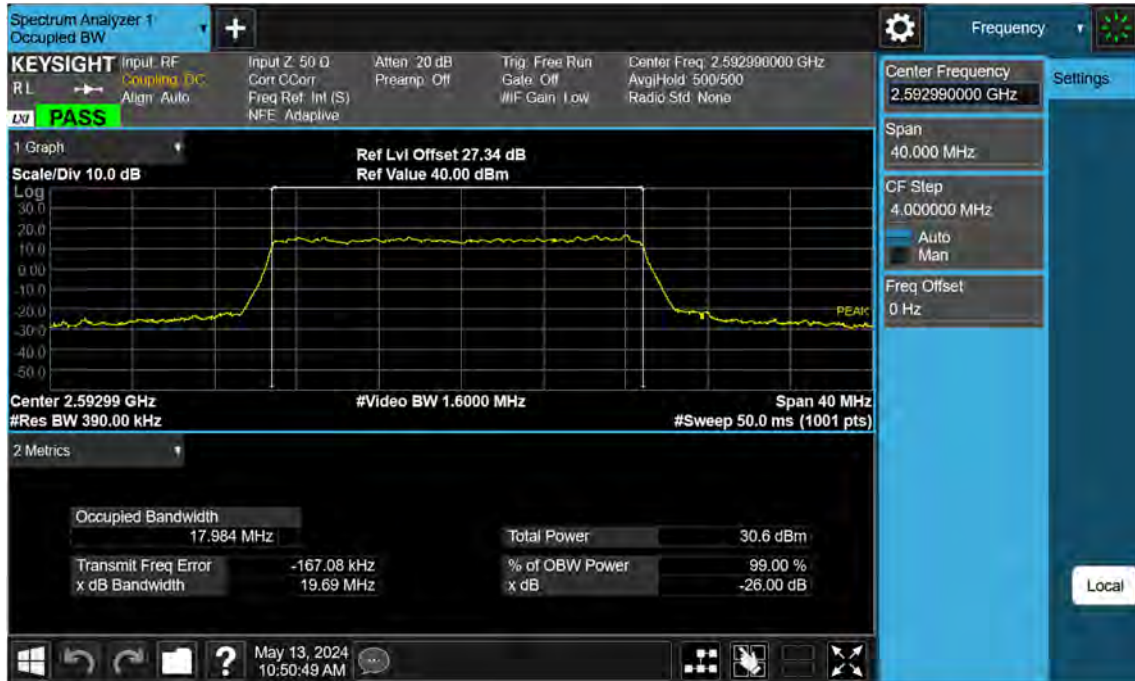 Spectrum Analyzer 1
Occupied BW
+
Frequency
KEYSIGHT
RL
LXI
PASS
Input: RF
Coupling: DC
Align: Auto
Input Z: 50 Ω
Corr CCorr
Freq Ref: Int (S)
NFE: Adaptive
Atten: 20 dB
Preamp: Off
Trig: Free Run
Gate: Off
#IF Gain: Low
Center Freq: 2.592990000 GHz
Avg|Hold: 500/500
Radio Std: None
1 Graph
Scale/Div 10.0 dB
Ref Lvl Offset 27.34 dB
Ref Value 40.00 dBm
Log
30.0
20.0
10.0
0.00
-10.0
-20.0
-30.0
-40.0
-50.0
PEAK
Center 2.59299 GHz
#Video BW 1.6000 MHz
Span 40 MHz
#Res BW 390.00 kHz
#Sweep 50.0 ms (1001 pts)
2 Metrics
Occupied Bandwidth
17.984 MHz
Total Power 30.6 dBm
Transmit Freq Error -167.08 kHz
% of OBW Power 99.00 %
x dB Bandwidth 19.69 MHz
x dB -26.00 dB
?
May 13, 2024
10:50:49 AM
Center Frequency
2.592990000 GHz
Settings
Span
40.000 MHz
CF Step
4.000000 MHz
Auto
Man
Freq Offset
0 Hz
Local